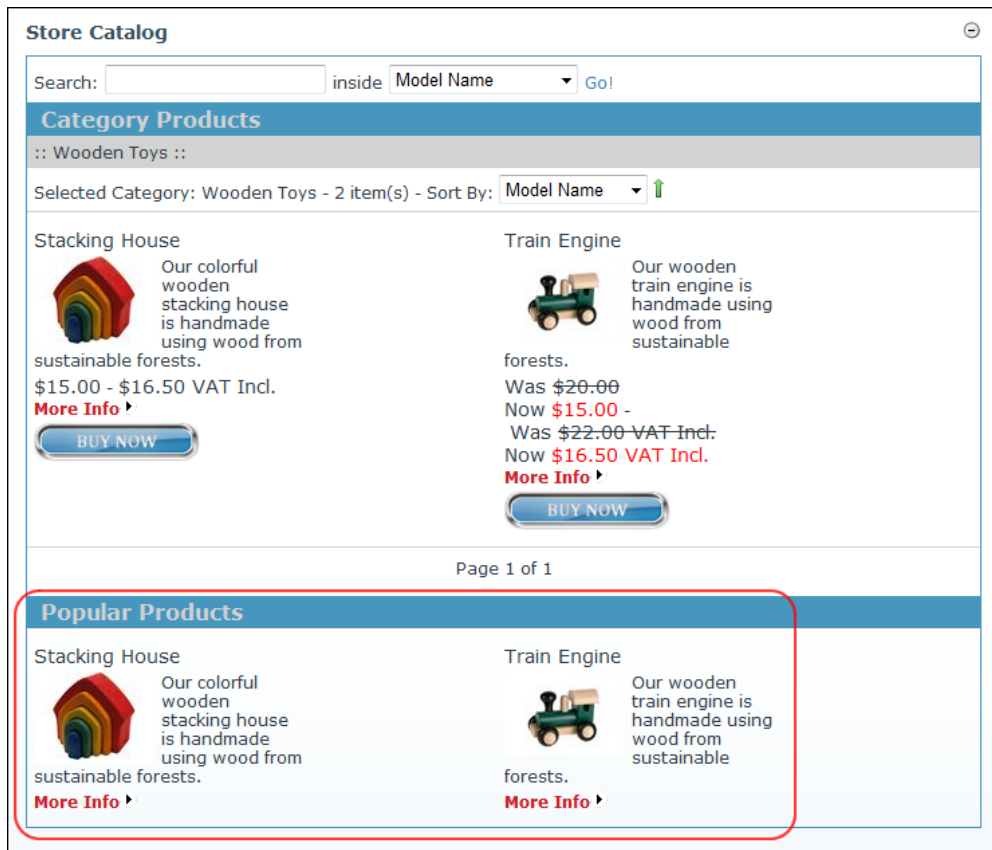 Store Catalog
Search: inside Model Name Go!
Category Products
:: Wooden Toys ::
Selected Category: Wooden Toys - 2 item(s) - Sort By: Model Name
Stacking House
Our colorful
wooden
stacking house
is handmade
using wood from
sustainable forests.
$15.00 - $16.50 VAT Incl.
More Info
BUY NOW
Train Engine
Our wooden
train engine is
handmade using
wood from
sustainable
forests.
Was $20.00
Now $15.00 -
Was $22.00 VAT Incl.
Now $16.50 VAT Incl.
More Info
BUY NOW
Page 1 of 1
Popular Products
Stacking House
Our colorful
wooden
stacking house
is handmade
using wood from
sustainable forests.
More Info
Train Engine
Our wooden
train engine is
handmade using
wood from
sustainable
forests.
More Info